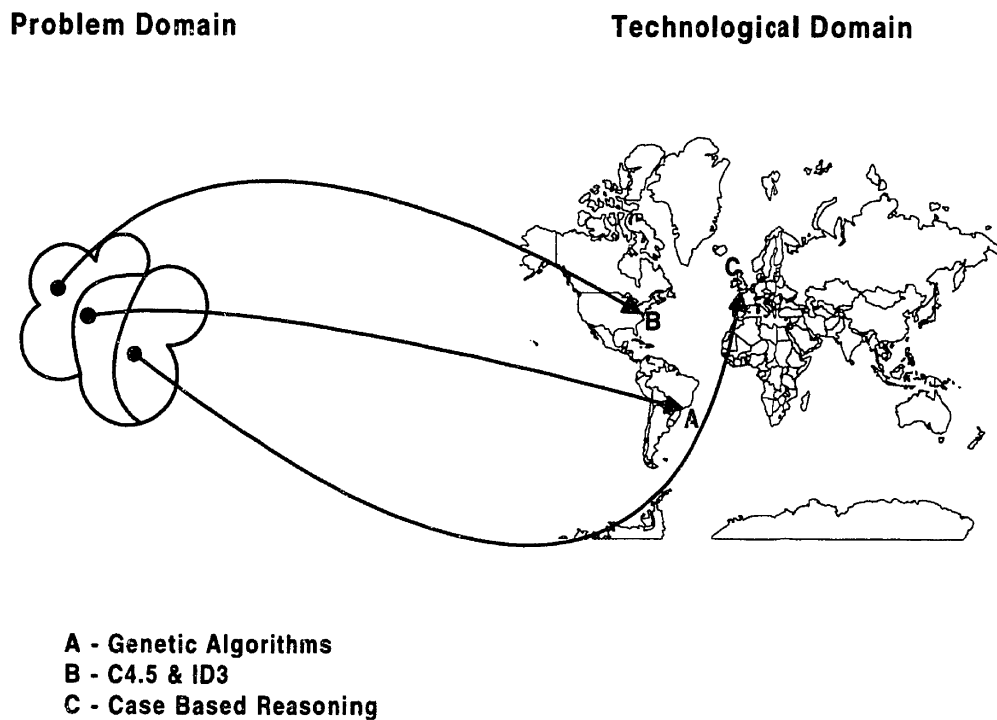 Problem Domain
Technological Domain
C
B
A
A - Genetic Algorithms
B - C4.5 & ID3
C - Case Based Reasoning